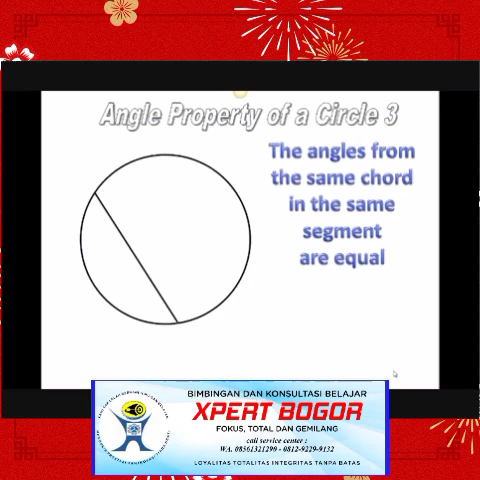 Angle Property of a Circle 3
The angles from
the same chord
in the same
segment
are equal
BIMBINGAN DAN KONSULTASI BELAJAR
XPERT BOGOR
FOKUS, TOTAL DAN GEMILANG
call service center :
WA. 08561321299 - 0812-9229-9132
LOYALITAS TOTALITAS INTEGRITAS TANPA BATAS